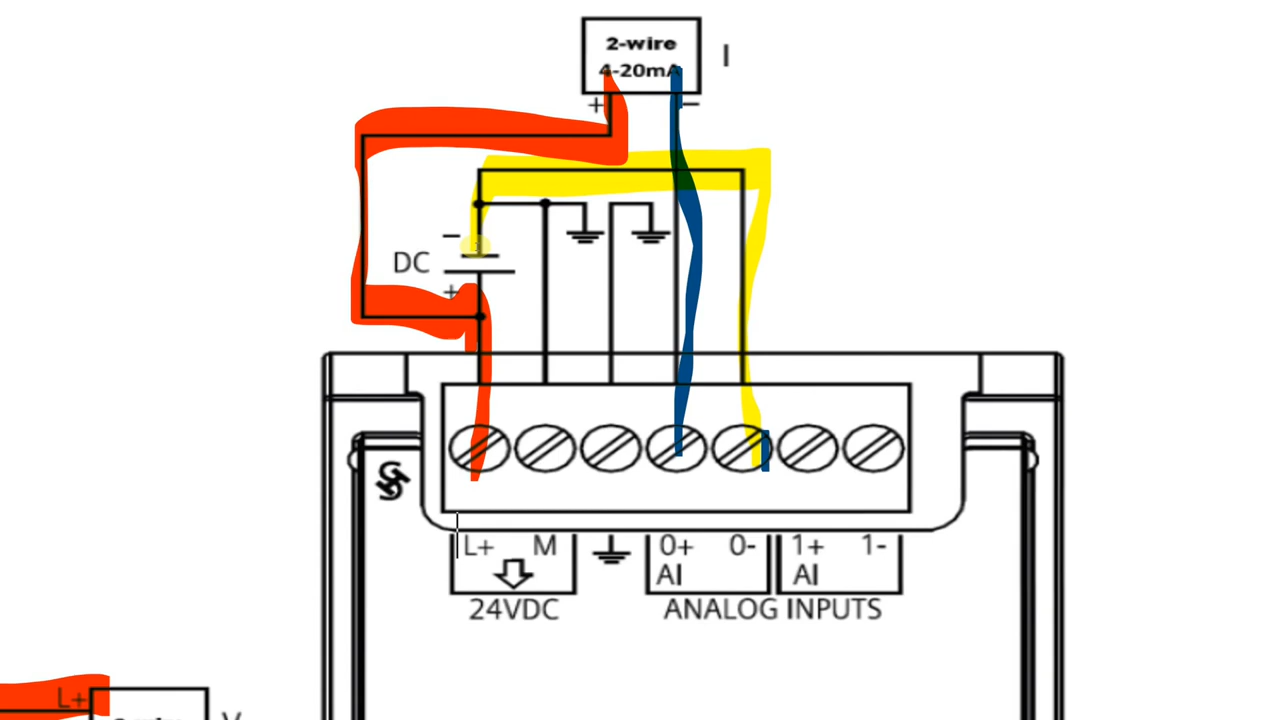 2-wire
4-20mA
I
+ −
−
DC
+
L+ M 0+ 0- 1+ 1-
AI AI
24VDC ANALOG INPUTS
L+